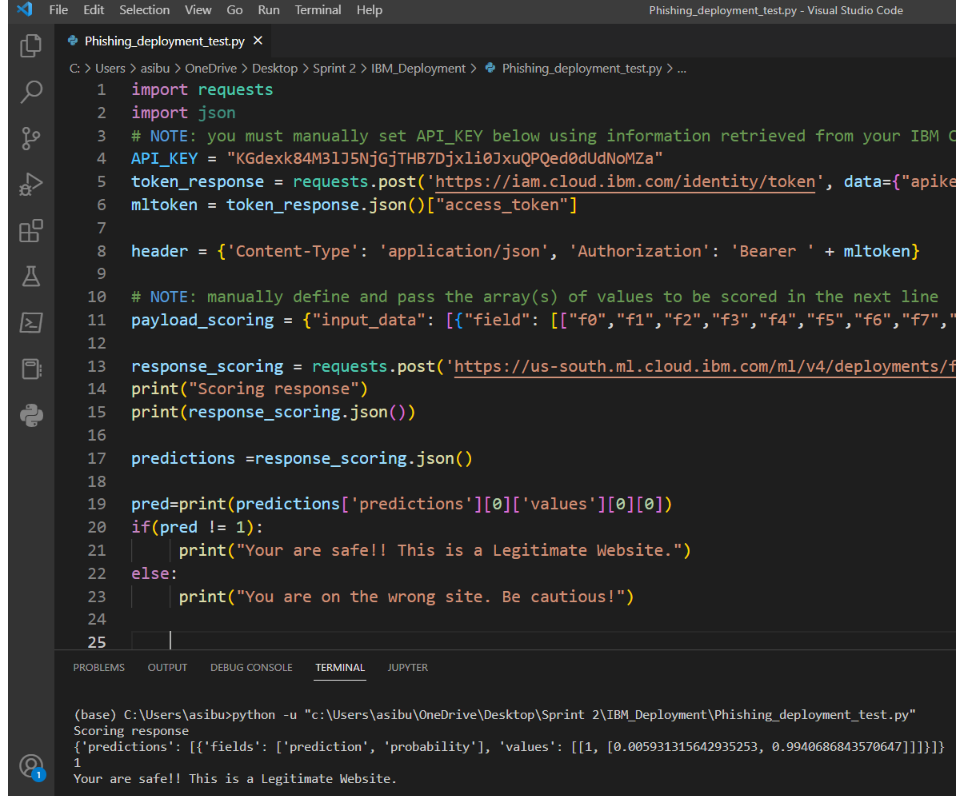 File Edit Selection View Go Run Terminal Help Phishing_deployment_test.py - Visual Studio Code
Phishing_deployment_test.py ×
C: > Users > asibu > OneDrive > Desktop > Sprint 2 > IBM_Deployment > Phishing_deployment_test.py > ...
1 import requests
2 import json
3 # NOTE: you must manually set API_KEY below using information retrieved from your IBM C
4 API_KEY = "KGdexk84M3lJ5NjGjTHB7Djxli0JxuQPQed0dUdNoMZa"
5 token_response = requests.post('https://iam.cloud.ibm.com/identity/token', data={"apike
6 mltoken = token_response.json()["access_token"]
7
8 header = {'Content-Type': 'application/json', 'Authorization': 'Bearer ' + mltoken}
9
10 # NOTE: manually define and pass the array(s) of values to be scored in the next line
11 payload_scoring = {"input_data": [{"field": [["f0","f1","f2","f3","f4","f5","f6","f7","
12
13 response_scoring = requests.post('https://us-south.ml.cloud.ibm.com/ml/v4/deployments/f
14 print("Scoring response")
15 print(response_scoring.json())
16
17 predictions =response_scoring.json()
18
19 pred=print(predictions['predictions'][0]['values'][0][0])
20 if(pred != 1):
21 print("Your are safe!! This is a Legitimate Website.")
22 else:
23 print("You are on the wrong site. Be cautious!")
24
25
PROBLEMS OUTPUT DEBUG CONSOLE TERMINAL JUPYTER
(base) C:\Users\asibu>python -u "c:\Users\asibu\OneDrive\Desktop\Sprint 2\IBM_Deployment\Phishing_deployment_test.py"
Scoring response
{'predictions': [{'fields': ['prediction', 'probability'], 'values': [[1, [0.005931315642935253, 0.9940686843570647]]]}]}
1
Your are safe!! This is a Legitimate Website.
1